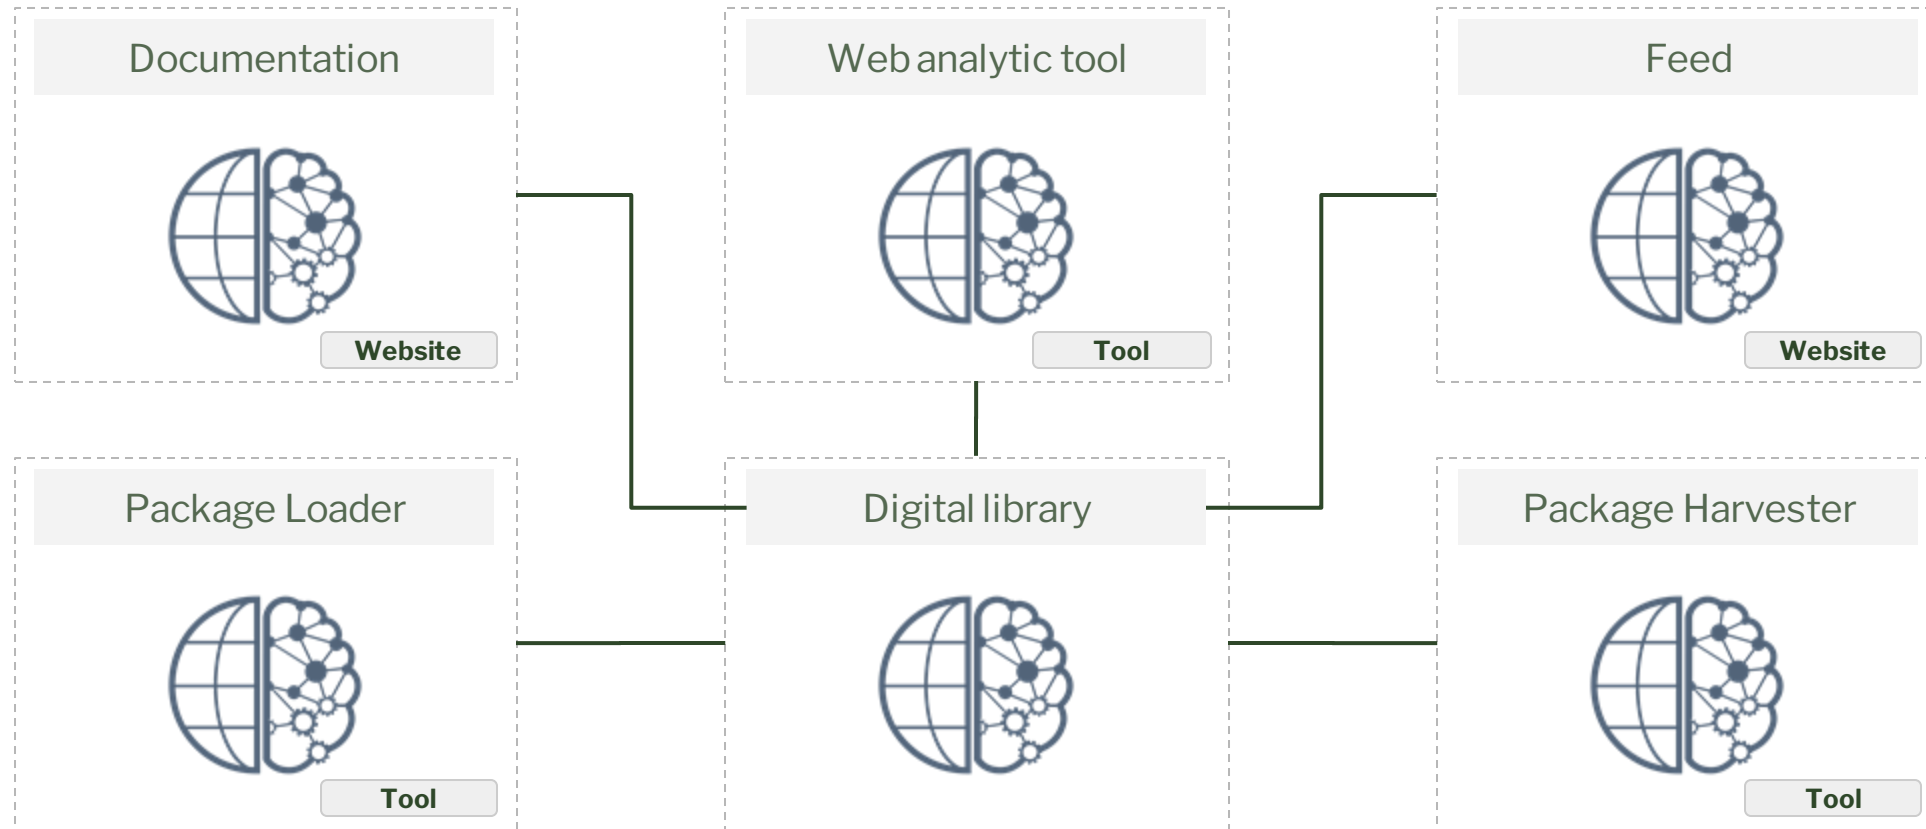 Documentation
Web analytic tool
Feed
Website
Tool
Website
Package Loader
Digital library
Package Harvester
Tool
Tool